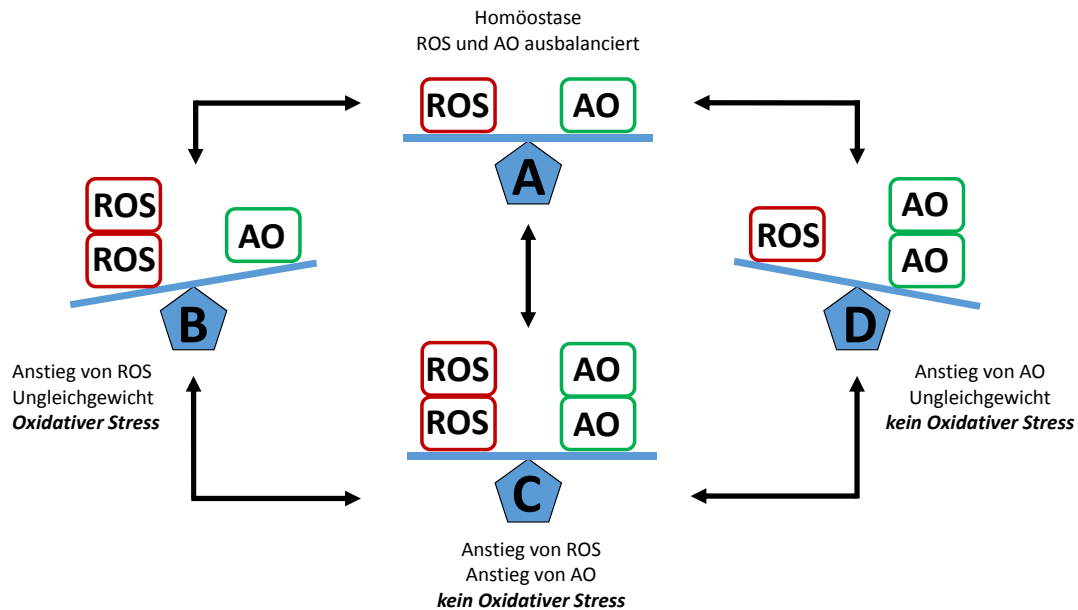 Homöostase
ROS und AO ausbalanciert
ROS
AO
A
ROS
ROS
AO
B
Anstieg von ROS
Ungleichgewicht
Oxidativer Stress
ROS
AO
AO
D
Anstieg von AO
Ungleichgewicht
kein Oxidativer Stress
ROS
AO
ROS
AO
C
Anstieg von ROS
Anstieg von AO
kein Oxidativer Stress